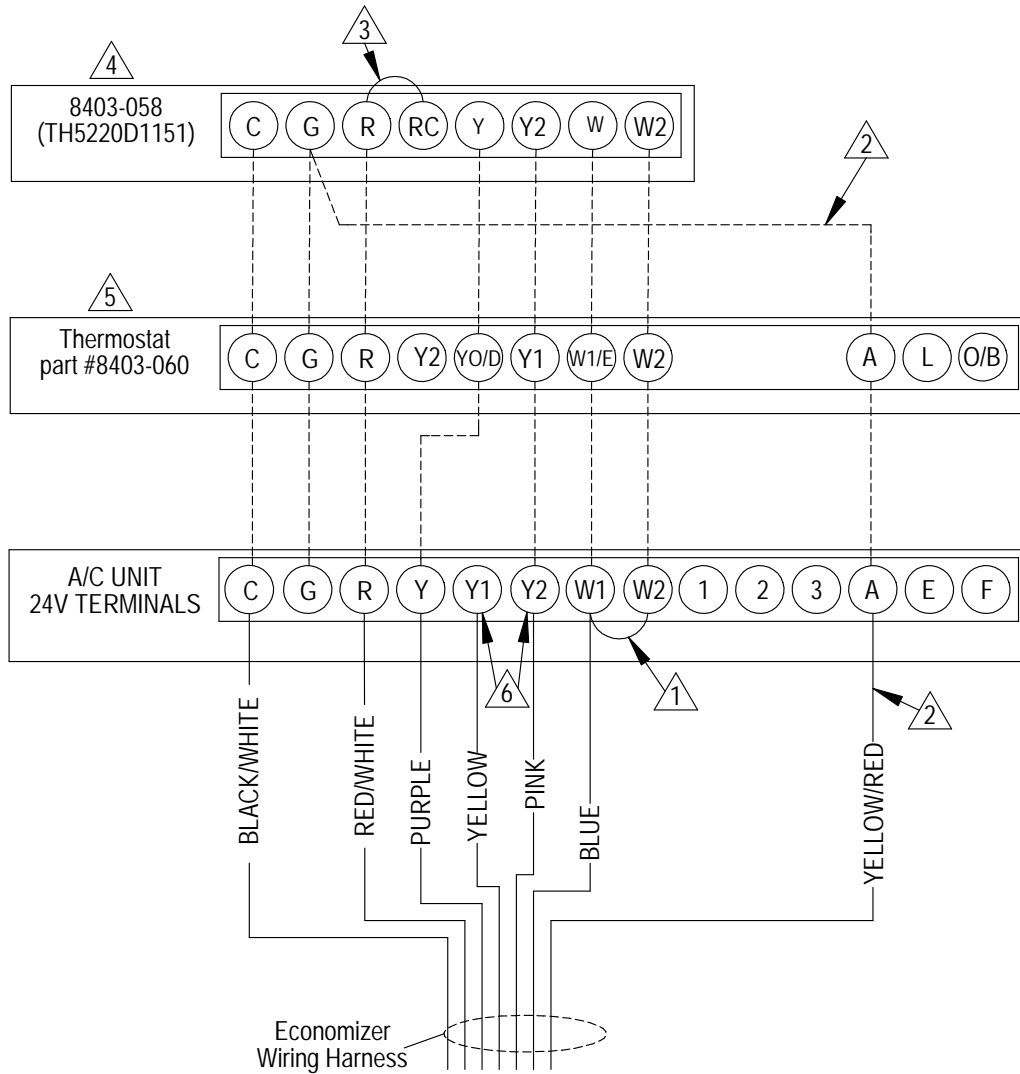 3
4
8403-058
(TH5220D1151)
C G R RC Y Y2 W W2
2
5
Thermostat
part #8403-060
C G R Y2 YO/D Y1 W1/E W2 A L O/B
A/C UNIT
24V TERMINALS
C G R Y Y1 Y2 W1 W2 1 2 3 A E F
6
1
2
BLACK/WHITE
RED/WHITE
PURPLE
YELLOW
PINK
BLUE
YELLOW/RED
Economizer
Wiring Harness